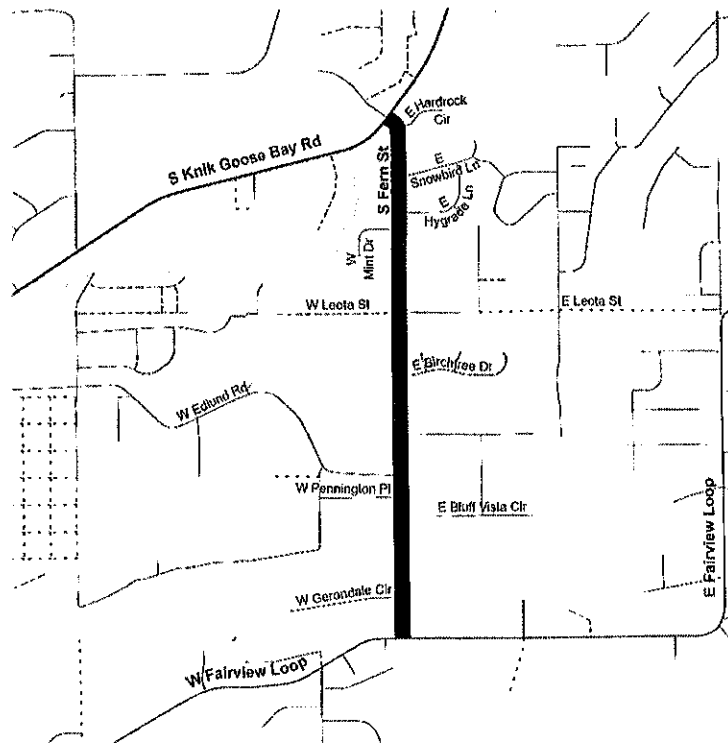 E Hardrock
Cir
S Knik Goose Bay Rd
S Fern St
E
Snowbird Ln
E
Hygrade Ln
W
Mint Dr
W Leota St
E Leota St
E Birchtree Dr
W Edlund Rd
W Pennington Pl
E Bluff Vista Cir
E Fairview Loop
W Gerondale Cir
W Fairview Loop